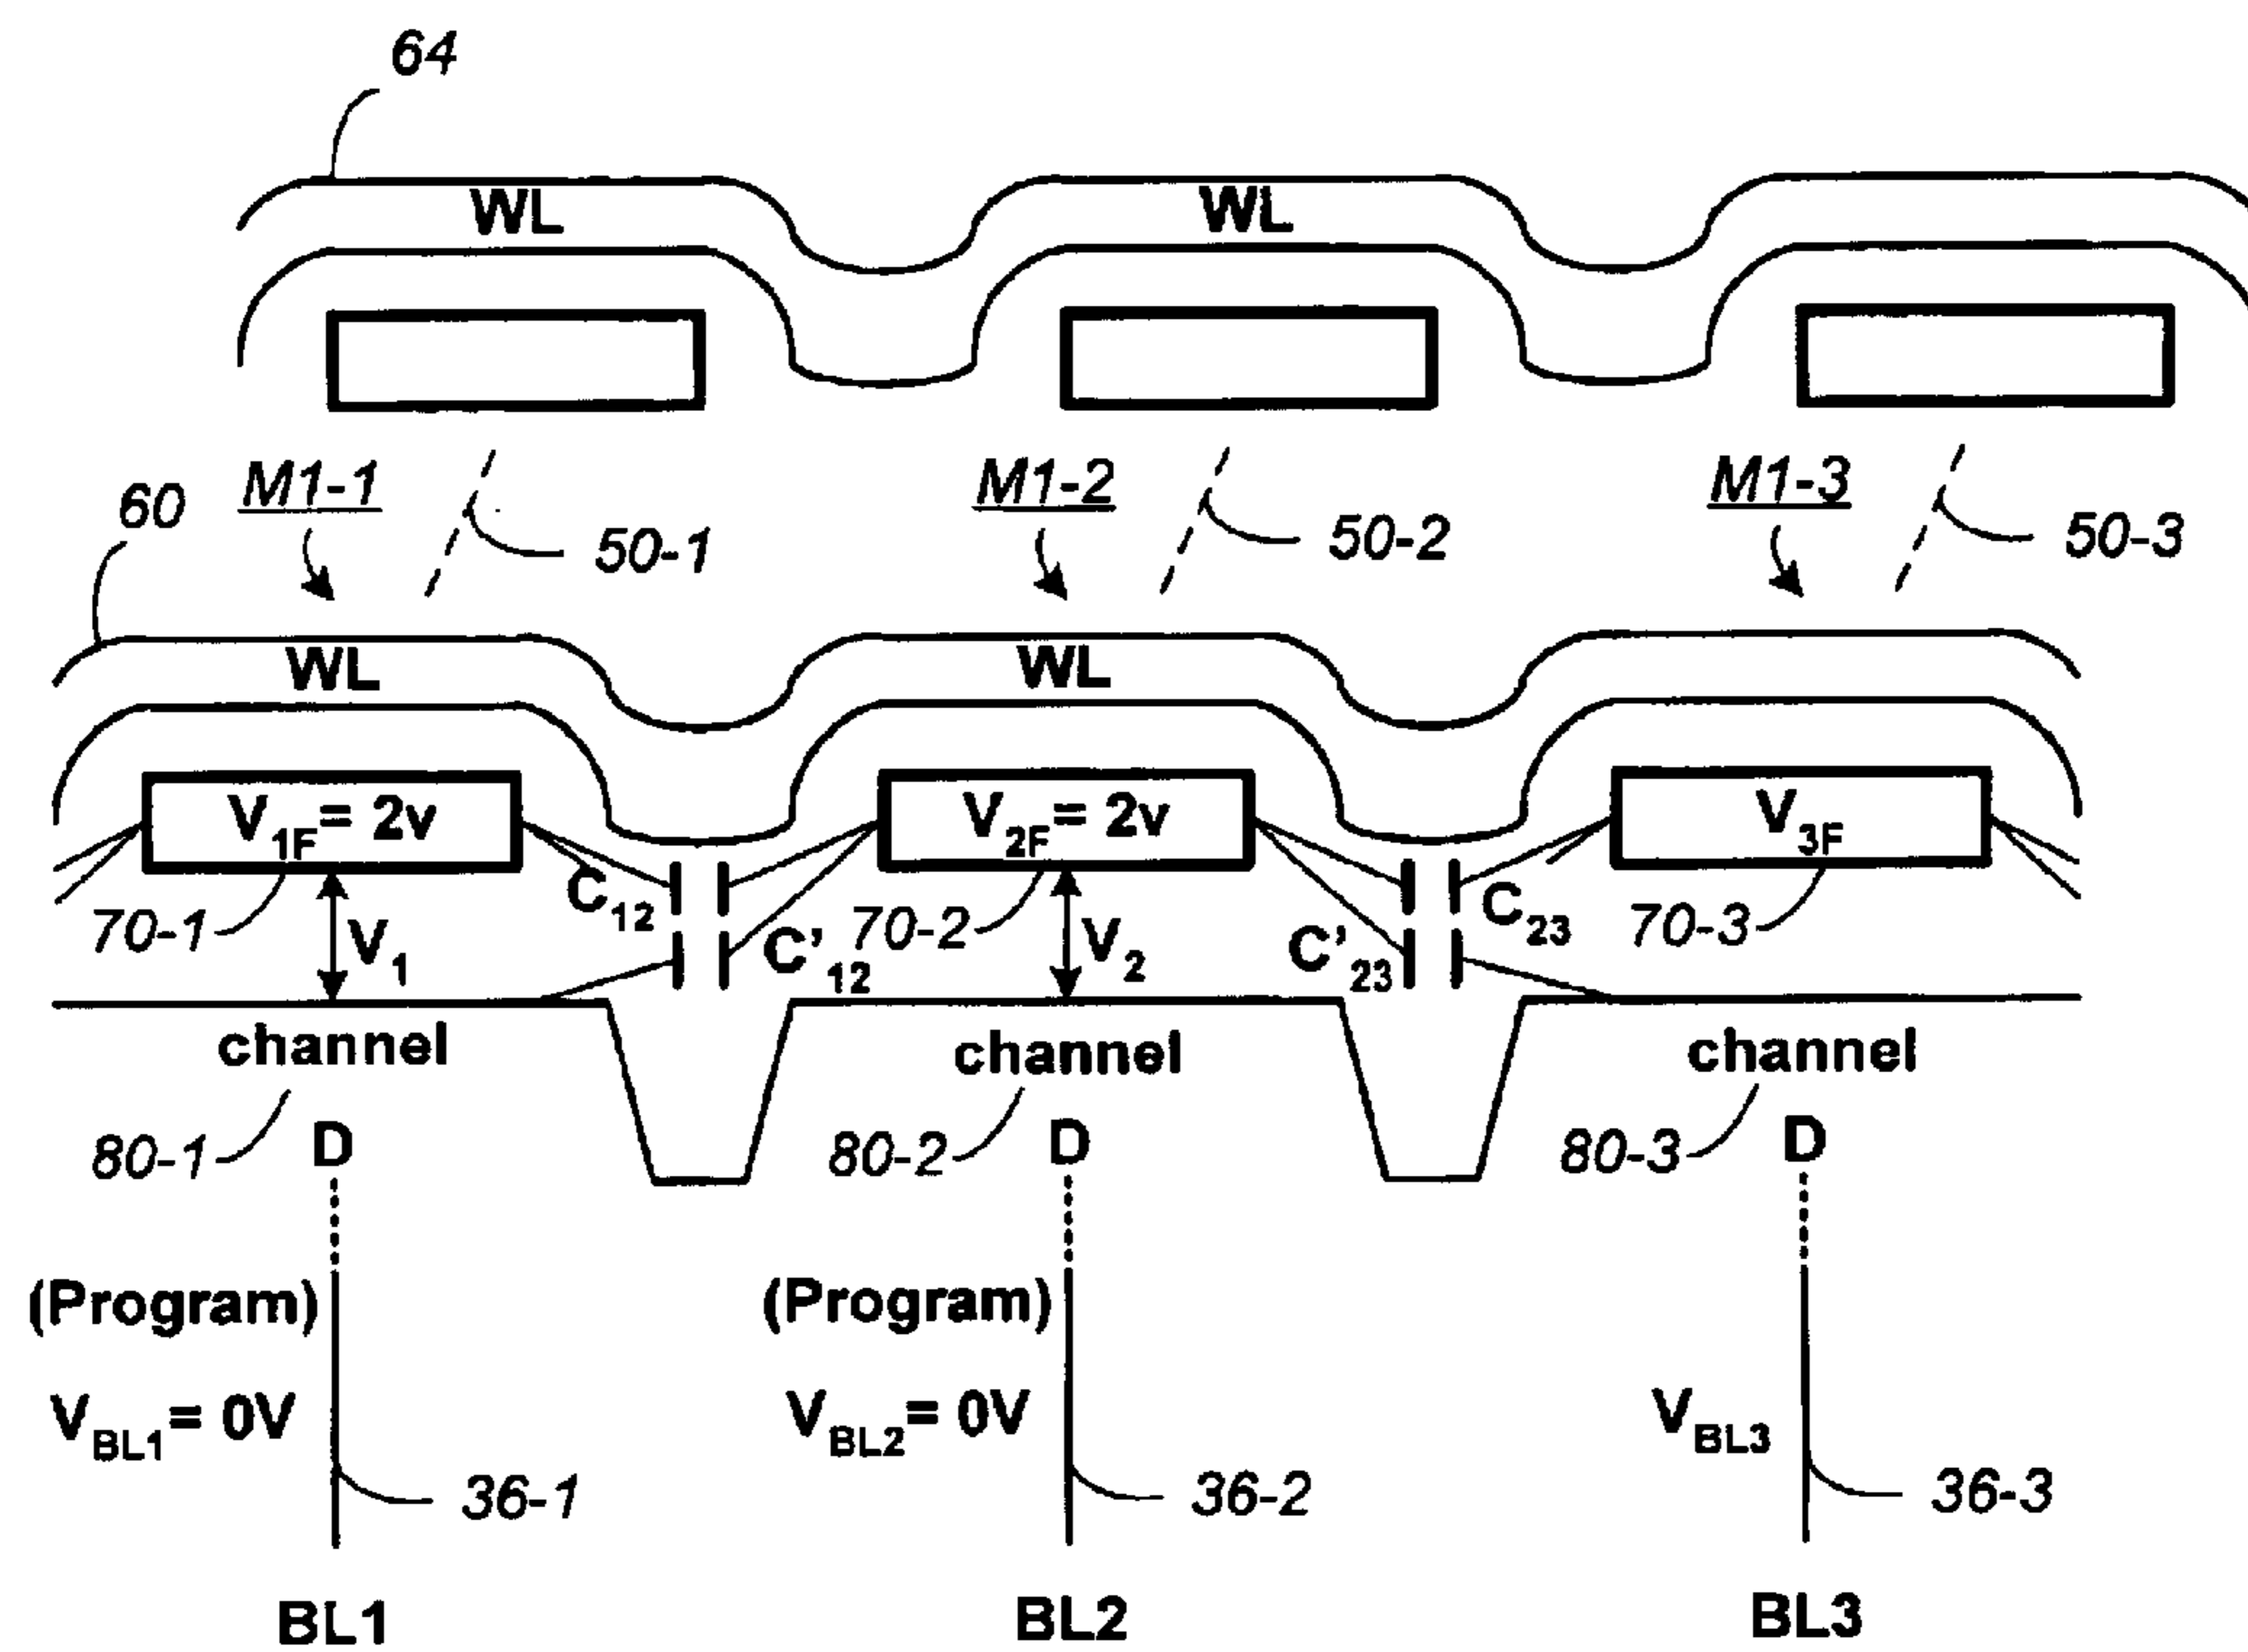 64
WL WL
M1-1 M1-2 M1-3
60 50-1 50-2 50-3
WL WL
V1F = 2v V2F = 2v V3F
C12 C23
70-1 V1 C'12 70-2 V2 C'23 70-3
channel channel channel
80-1 D 80-2 D 80-3 D
(Program) (Program)
VBL1 = 0V VBL2 = 0V VBL3
36-1 36-2 36-3
BL1 BL2 BL3